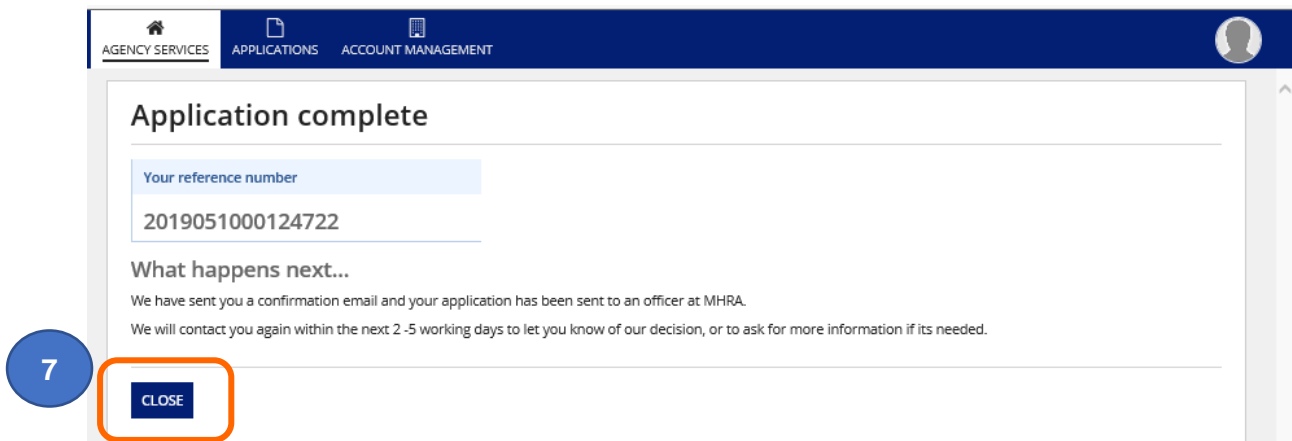 AGENCY SERVICES APPLICATIONS ACCOUNT MANAGEMENT
Application complete
Your reference number
2019051000124722
What happens next...
We have sent you a confirmation email and your application has been sent to an officer at MHRA.
We will contact you again within the next 2 -5 working days to let you know of our decision, or to ask for more information if its needed.
7
CLOSE